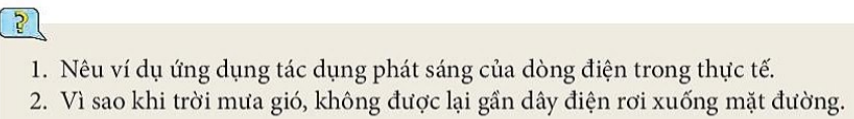 ?
1. Nêu ví dụ ứng dụng tác dụng phát sáng của dòng điện trong thực tế.
2. Vì sao khi trời mưa gió, không được lại gần dây điện rơi xuống mặt đường.